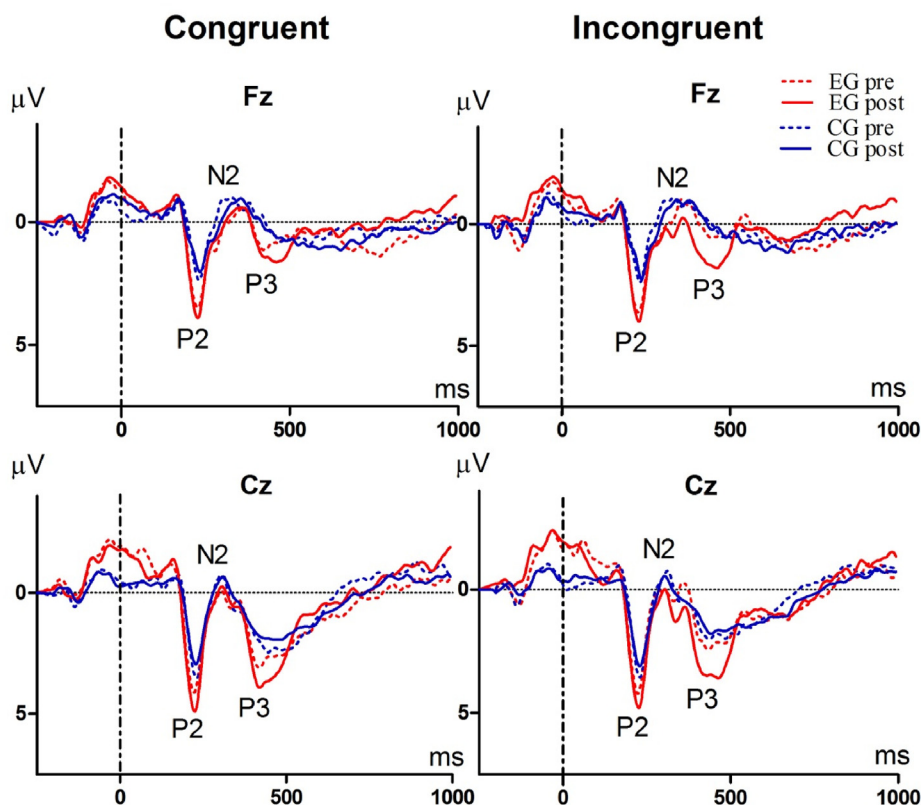 Congruent
Incongruent
μV
Fz
N2
P3
P2
0
5
ms
0
500
1000
μV
Fz
EG pre
EG post
CG pre
CG post
N2
P3
P2
0
5
ms
0
500
1000
μV
Cz
N2
P2
P3
0
5
ms
0
500
1000
μV
Cz
N2
P2
P3
0
5
ms
0
500
1000